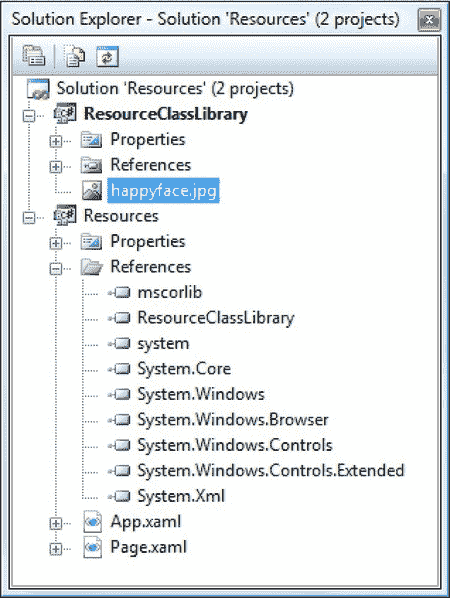 Solution Explorer - Solution 'Resources' (2 projects)
Solution 'Resources' (2 projects)
ResourceClassLibrary
Properties
References
happyface.jpg
Resources
Properties
References
mscorlib
ResourceClassLibrary
system
System.Core
System.Windows
System.Windows.Browser
System.Windows.Controls
System.Windows.Controls.Extended
System.Xml
App.xaml
Page.xaml